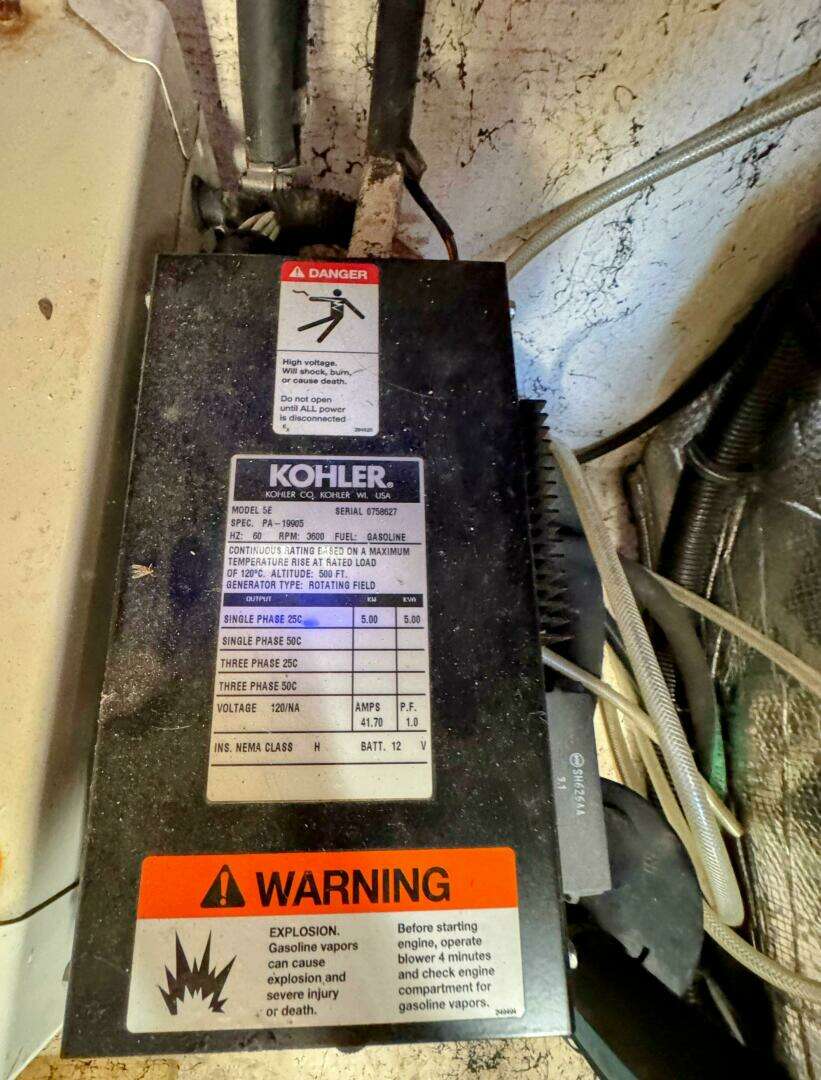 DANGER
High voltage.
Will shock, burn,
or cause death.
Do not open
until ALL power
is disconnected
KOHLER®
KOHLER CO. KOHLER WI. USA
MODEL 5E SERIAL 0758627
SPEC. PA-19905
HZ: 60 RPM: 3600 FUEL: GASOLINE
CONTINUOUS RATING BASED ON A MAXIMUM
TEMPERATURE RISE AT RATED LOAD
OF 120°C. ALTITUDE: 500 FT.
GENERATOR TYPE: ROTATING FIELD
OUTPUT KW KVA
SINGLE PHASE 25C 5.00 5.00
SINGLE PHASE 50C
THREE PHASE 25C
THREE PHASE 50C
VOLTAGE 120/NA AMPS P.F.
41.70 1.0
INS. NEMA CLASS H BATT. 12 V
SH626AA
WARNING
EXPLOSION.
Gasoline vapors
can cause
explosion and
severe injury
or death.
Before starting
engine, operate
blower 4 minutes
and check engine
compartment for
gasoline vapors.